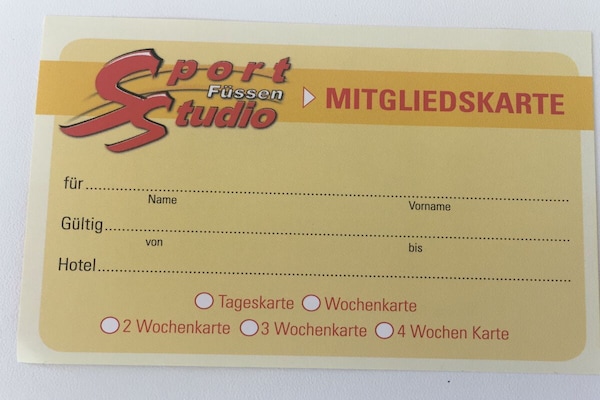 Sport
Füssen
Studio
MITGLIEDSKARTE
für
Name Vorname
Gültig
von bis
Hotel
Tageskarte Wochenkarte
2 Wochenkarte 3 Wochenkarte 4 Wochen Karte